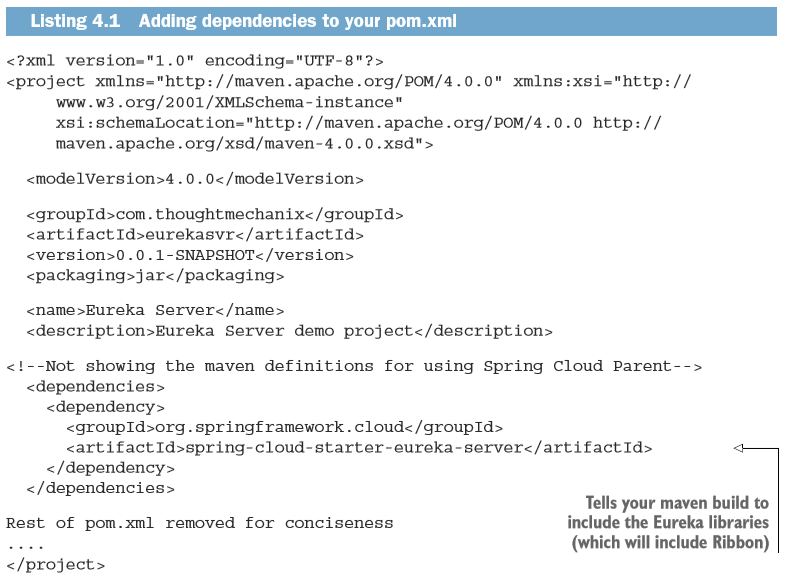 Listing 4.1 Adding dependencies to your pom.xml
<?xml version="1.0" encoding="UTF-8"?>
<project xmlns="http://maven.apache.org/POM/4.0.0" xmlns:xsi="http://
www.w3.org/2001/XMLSchema-instance"
xsi:schemaLocation="http://maven.apache.org/POM/4.0.0 http://
maven.apache.org/xsd/maven-4.0.0.xsd">
<modelVersion>4.0.0</modelVersion>
<groupId>com.thoughtmechanix</groupId>
<artifactId>eurekasvr</artifactId>
<version>0.0.1-SNAPSHOT</version>
<packaging>jar</packaging>
<name>Eureka Server</name>
<description>Eureka Server demo project</description>
<!--Not showing the maven definitions for using Spring Cloud Parent-->
<dependencies>
<dependency>
<groupId>org.springframework.cloud</groupId>
<artifactId>spring-cloud-starter-eureka-server</artifactId>
</dependency>
</dependencies>
Rest of pom.xml removed for conciseness
....
</project>
Tells your maven build to
include the Eureka libraries
(which will include Ribbon)